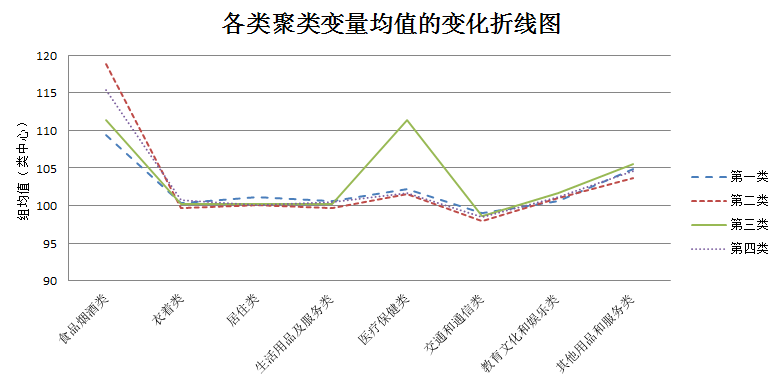 各类聚类变量均值的变化折线图
120
115
110
105
100
95
90
组均值（类中心）
食品烟酒类
衣着类
居住类
生活用品及服务类
医疗保健类
交通和通信类
教育文化和娱乐类
其他用品和服务类
第一类
第二类
第三类
第四类